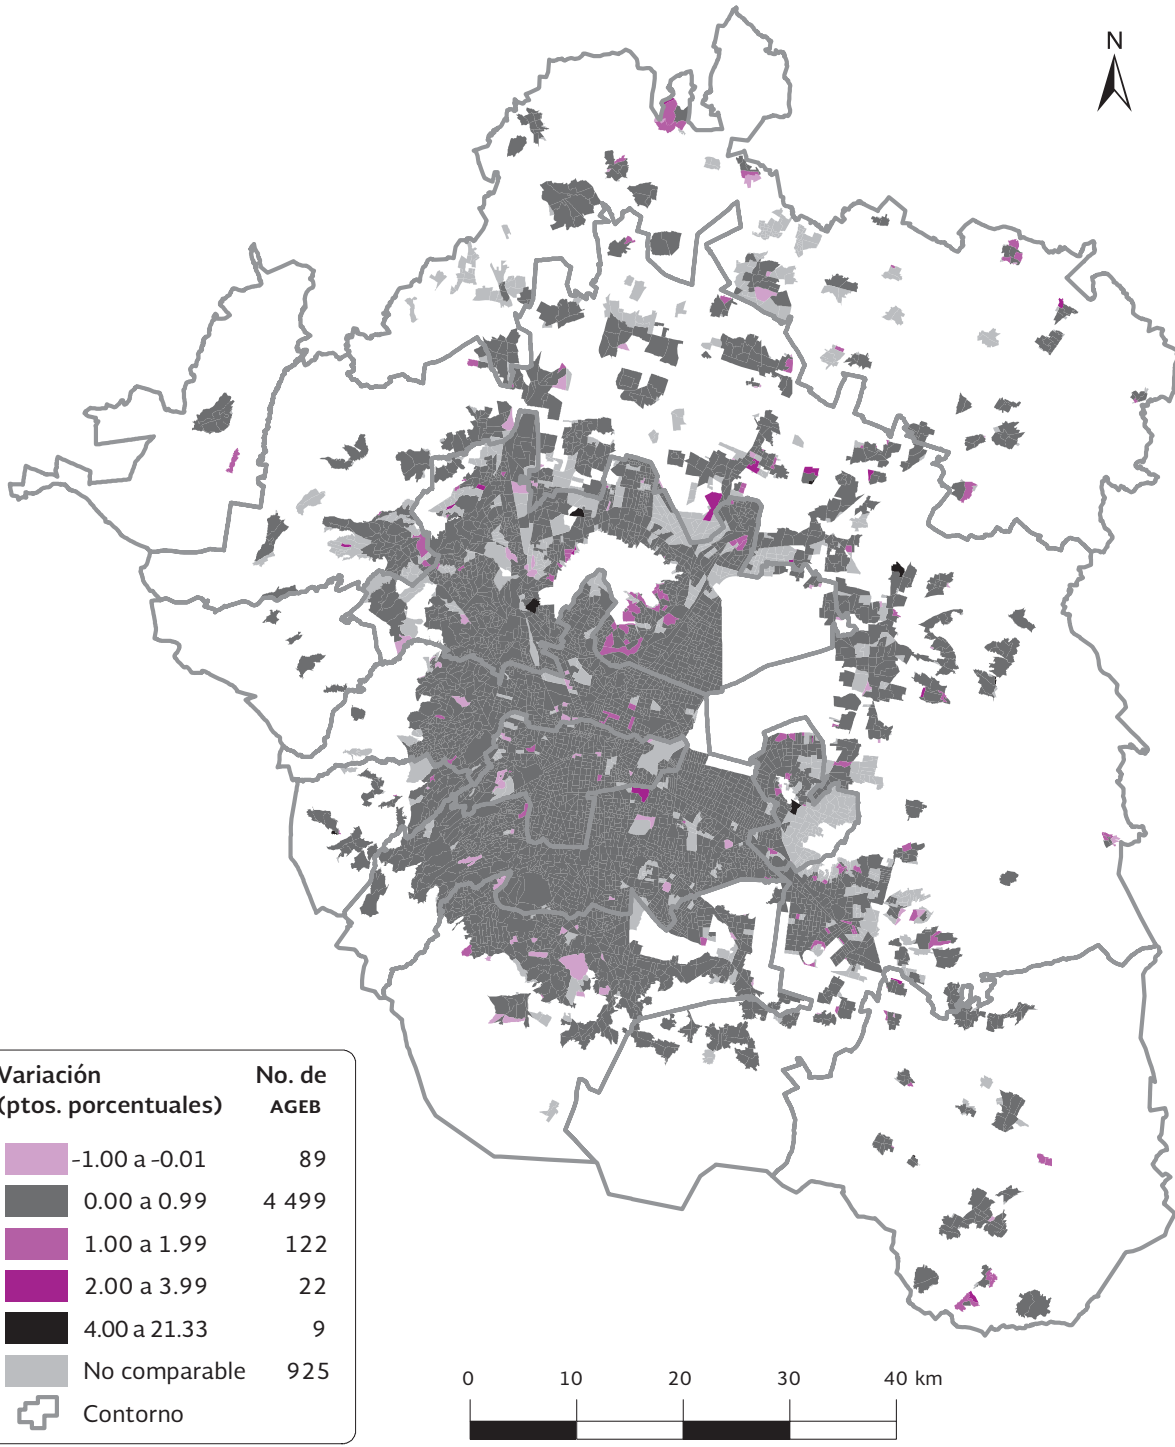 N
Variación No. de
(ptos. porcentuales) AGEB
-1.00 a -0.01 89
0.00 a 0.99 4 499
1.00 a 1.99 122
2.00 a 3.99 22
4.00 a 21.33 9
No comparable 925
Contorno
0 10 20 30 40 km